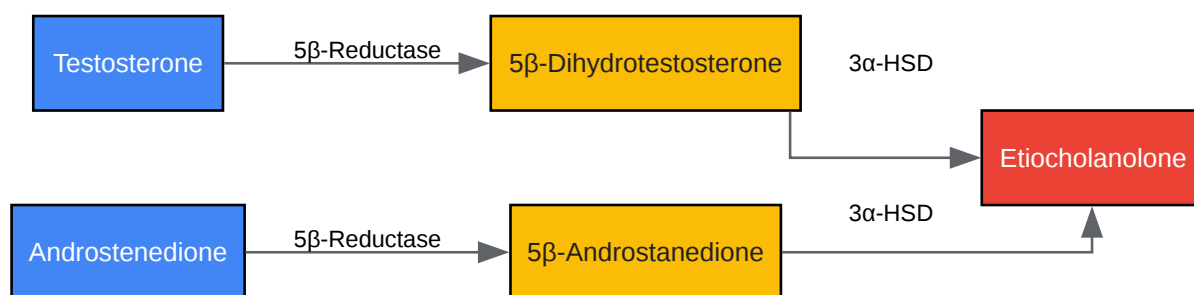 Testosterone
5β-Reductase
5β-Dihydrotestosterone
3α-HSD
Etiocholanolone
Androstenedione
5β-Reductase
5β-Androstanedione
3α-HSD